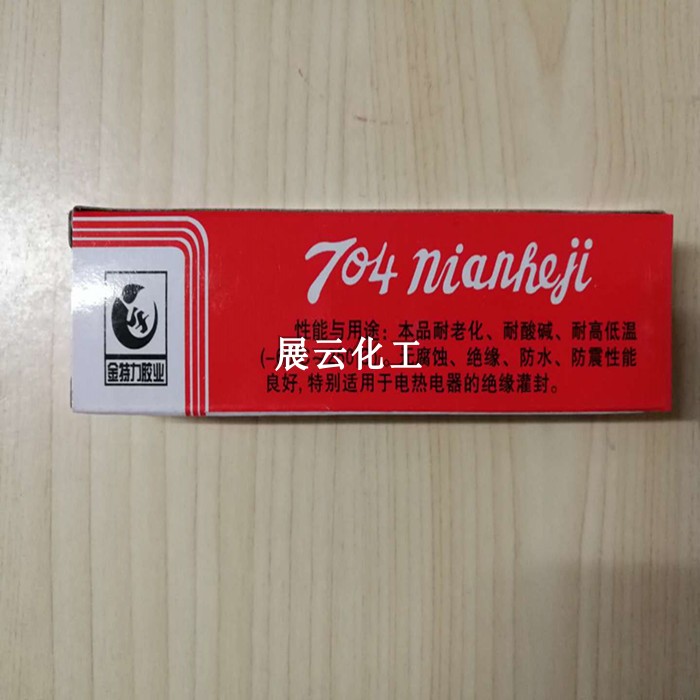 704 nianheji
性能与用途：本品耐老化、耐酸碱、耐高低温
、无腐蚀、绝缘、防水、防震性能
展云化工
良好,特别适用于电热电器的绝缘灌封。
金特力胶业